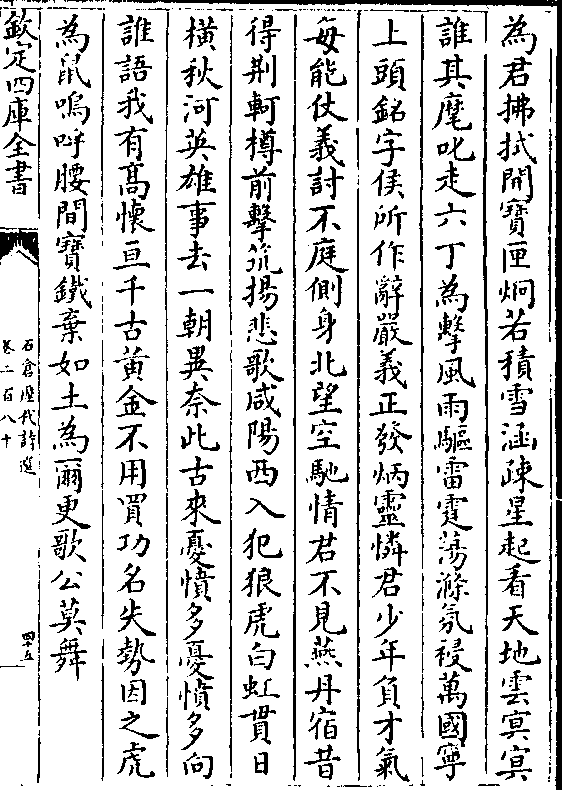 為君拂拭開寶匣炯若積雪涵疎星起看天地雲㝠㝠
誰其麾叱走六丁為擊風雨驅雷霆蕩滌氛祲萬國寧
上頭銘字侯所作辭嚴義正發炳靈憐君少年負才氣
每能仗義討不庭側身北望空馳情君不見燕丹宿昔
得荆軻樽前擊筑揚悲歌咸陽西入犯狼虎白虹貫日
橫秋河英雄事去一朝異奈此古來憂憤多憂憤多向
誰語我有髙懷亘千古黄金不用買功名失勢因之虎
為鼠嗚呼腰間寶鐵棄如土為爾更歌公莫舞
欽定四庫全書
石倉歴代詩選
卷二百八十
四十五